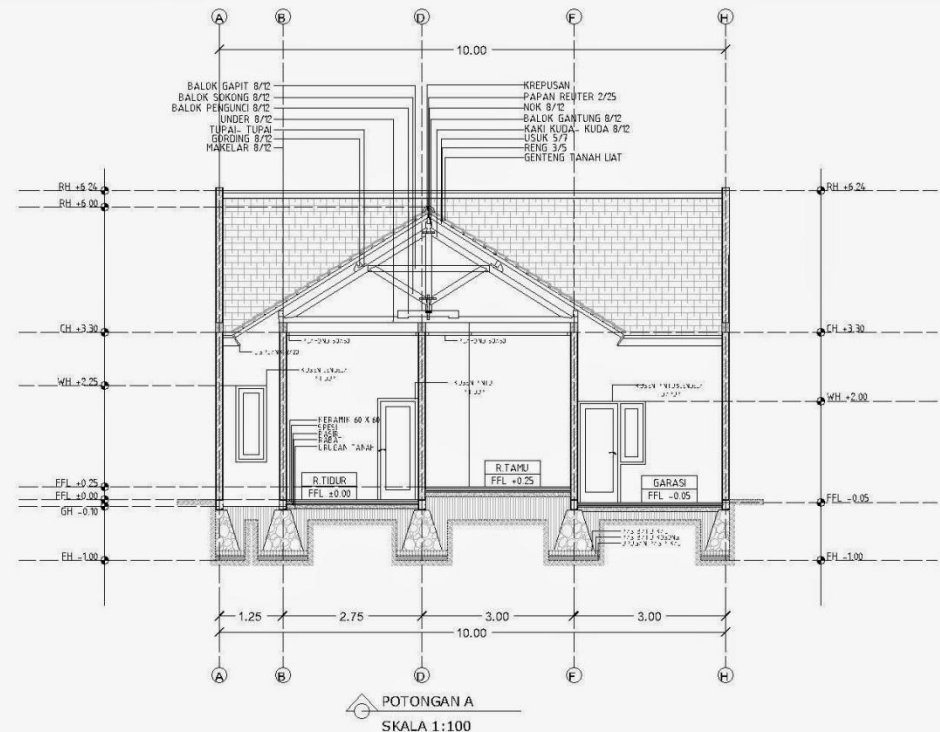 A B D F H
10.00
BALOK GAPIT 8/12
BALOK SOKONG 8/12
BALOK PENGUNCI 8/12
UNDER 8/12
TUPAI- TUPAI
GORDING 8/12
MAKELAR 8/12
KREPUSAN
PAPAN REUTER 2/25
NOK 8/12
BALOK GANTUNG 8/12
KAKI KUDA- KUDA 8/12
USUK 5/7
RENG 3/5
GENTENG TANAH LIAT
RH +6.24
RH +6.00
CH +3.30
WH +2.25
FFL +0.25
FFL ±0.00
GH -0.10
FH -1.00
RH +6.24
CH +3.30
WH +2.00
FFL -0.05
FH -1.00
KERAMIK 60 X 60
SPESI
PASIR
RABAT
URUGAN TANAH
R.TIDUR
FFL ±0.00
R.TAMU
FFL +0.25
GARASI
FFL -0.05
1.25 2.75 3.00 3.00
10.00
A B D F H
POTONGAN A
SKALA 1:100